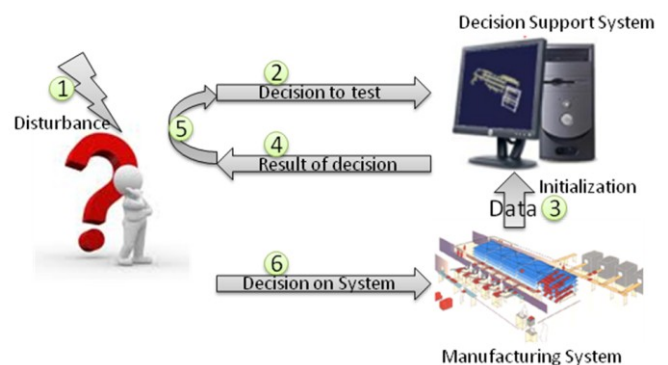 Decision Support System
1
2
Decision to test
Disturbance
5
4
Result of decision
Initialization
Data 3
6
Decision on System
Manufacturing System